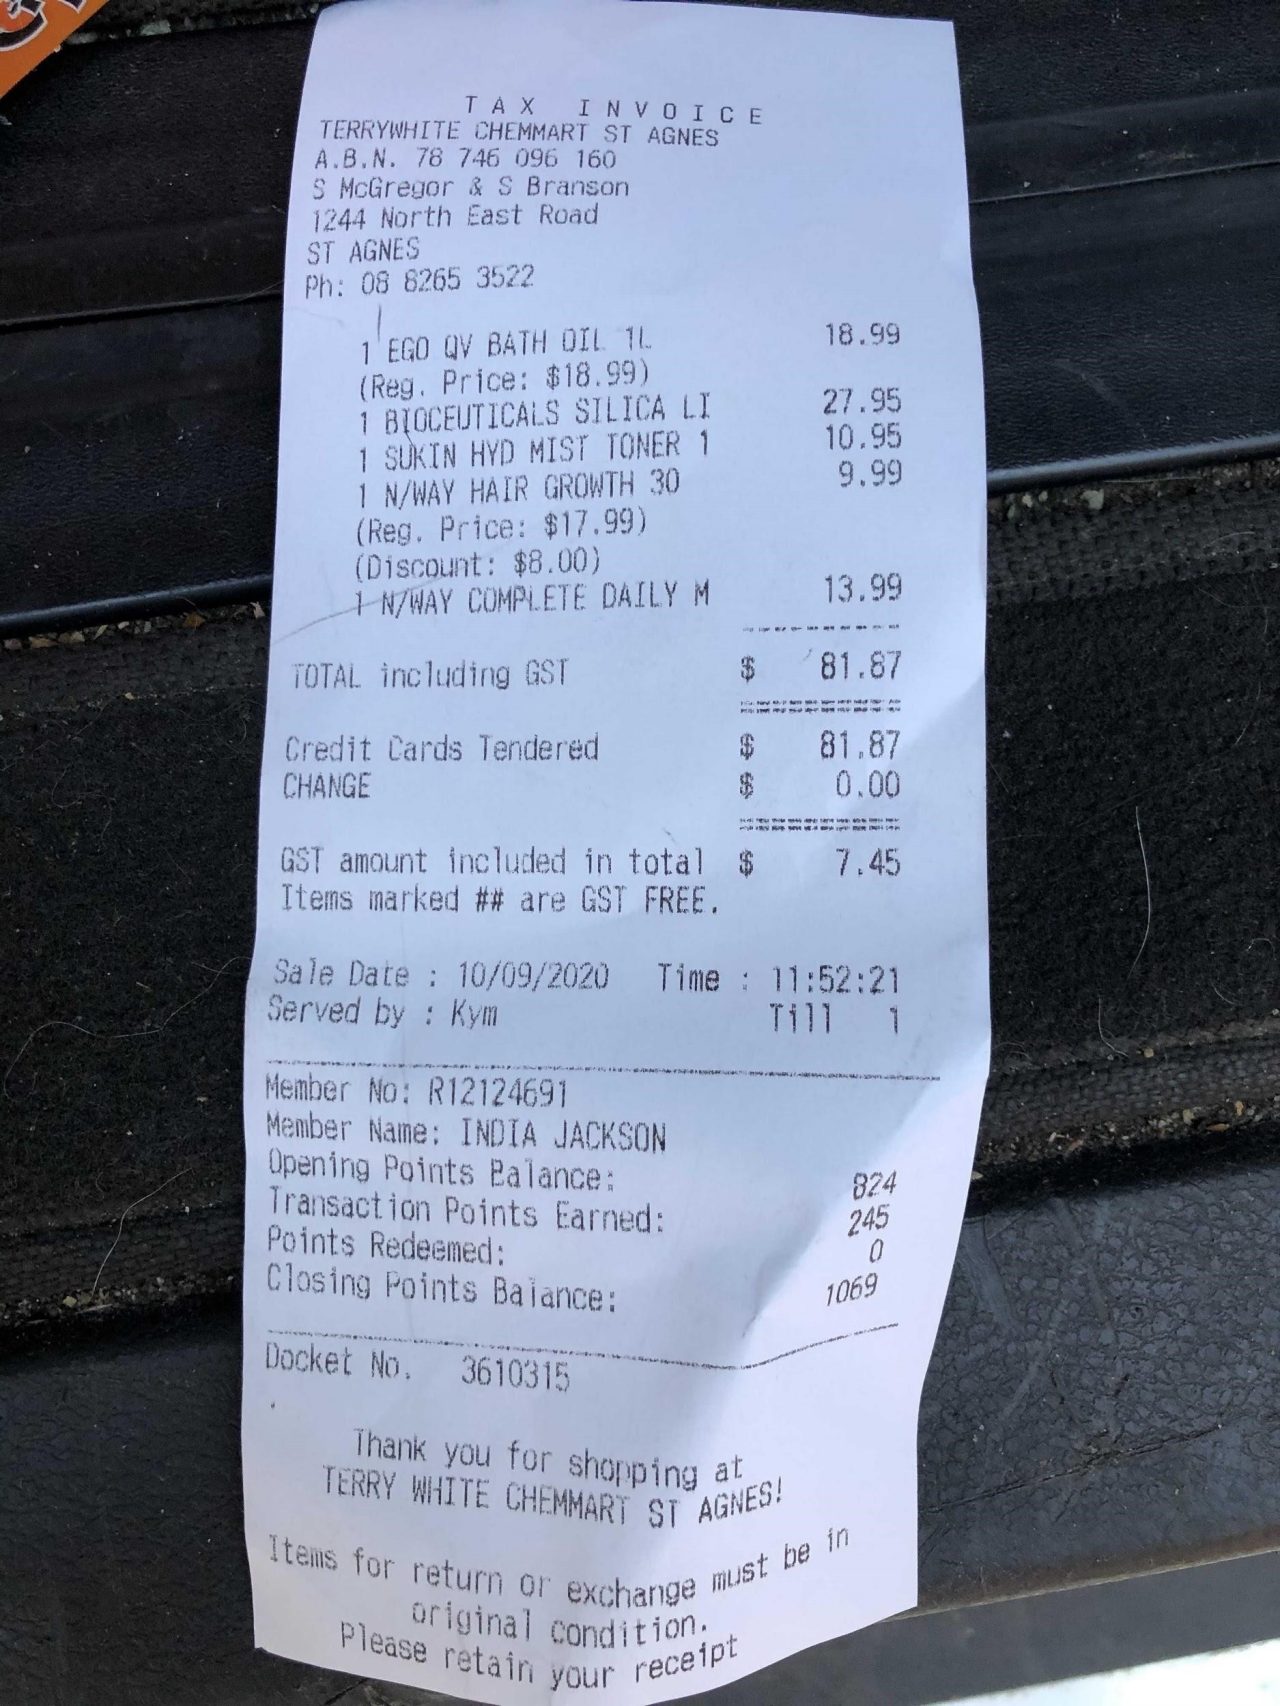 TAX INVOICE
TERRYWHITE CHEMMART ST AGNES
A.B.N. 78 746 096 160
S McGregor & S Branson
1244 North East Road
ST AGNES
Ph: 08 8265 3522
1 EGO QV BATH OIL 1L 18.99
(Reg. Price: $18.99)
1 BIOCEUTICALS SILICA LI 27.95
1 SUKIN HYD MIST TONER 1 10.95
1 N/WAY HAIR GROWTH 30 9.99
(Reg. Price: $17.99)
(Discount: $8.00)
1 N/WAY COMPLETE DAILY M 13.99
TOTAL including GST $ 81.87
Credit Cards Tendered $ 81.87
CHANGE $ 0.00
GST amount included in total $ 7.45
Items marked ## are GST FREE.
Sale Date : 10/09/2020 Time : 11:52:21
Served by : Kym Till 1
Member No: R12124691
Member Name: INDIA JACKSON
Opening Points Balance: 824
Transaction Points Earned: 245
Points Redeemed: 0
Closing Points Balance: 1069
Docket No. 3610315
Thank you for shopping at
TERRY WHITE CHEMMART ST AGNES!
Items for return or exchange must be in
original condition.
Please retain your receipt